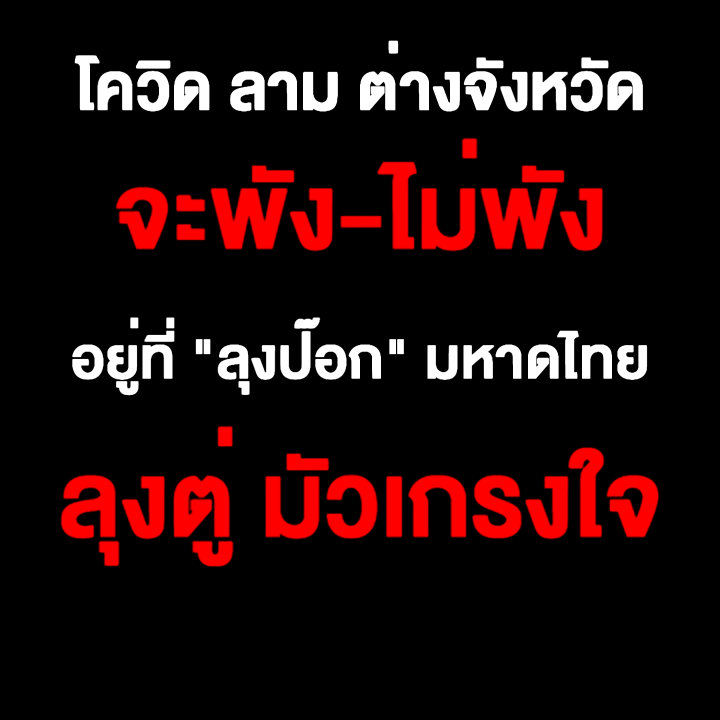 โควิด ลาม ต่างจังหวัด
จะพัง-ไม่พัง
อยู่ที่ "ลุงป๊อก" มหาดไทย
ลุงตู่ มัวเกรงใจ